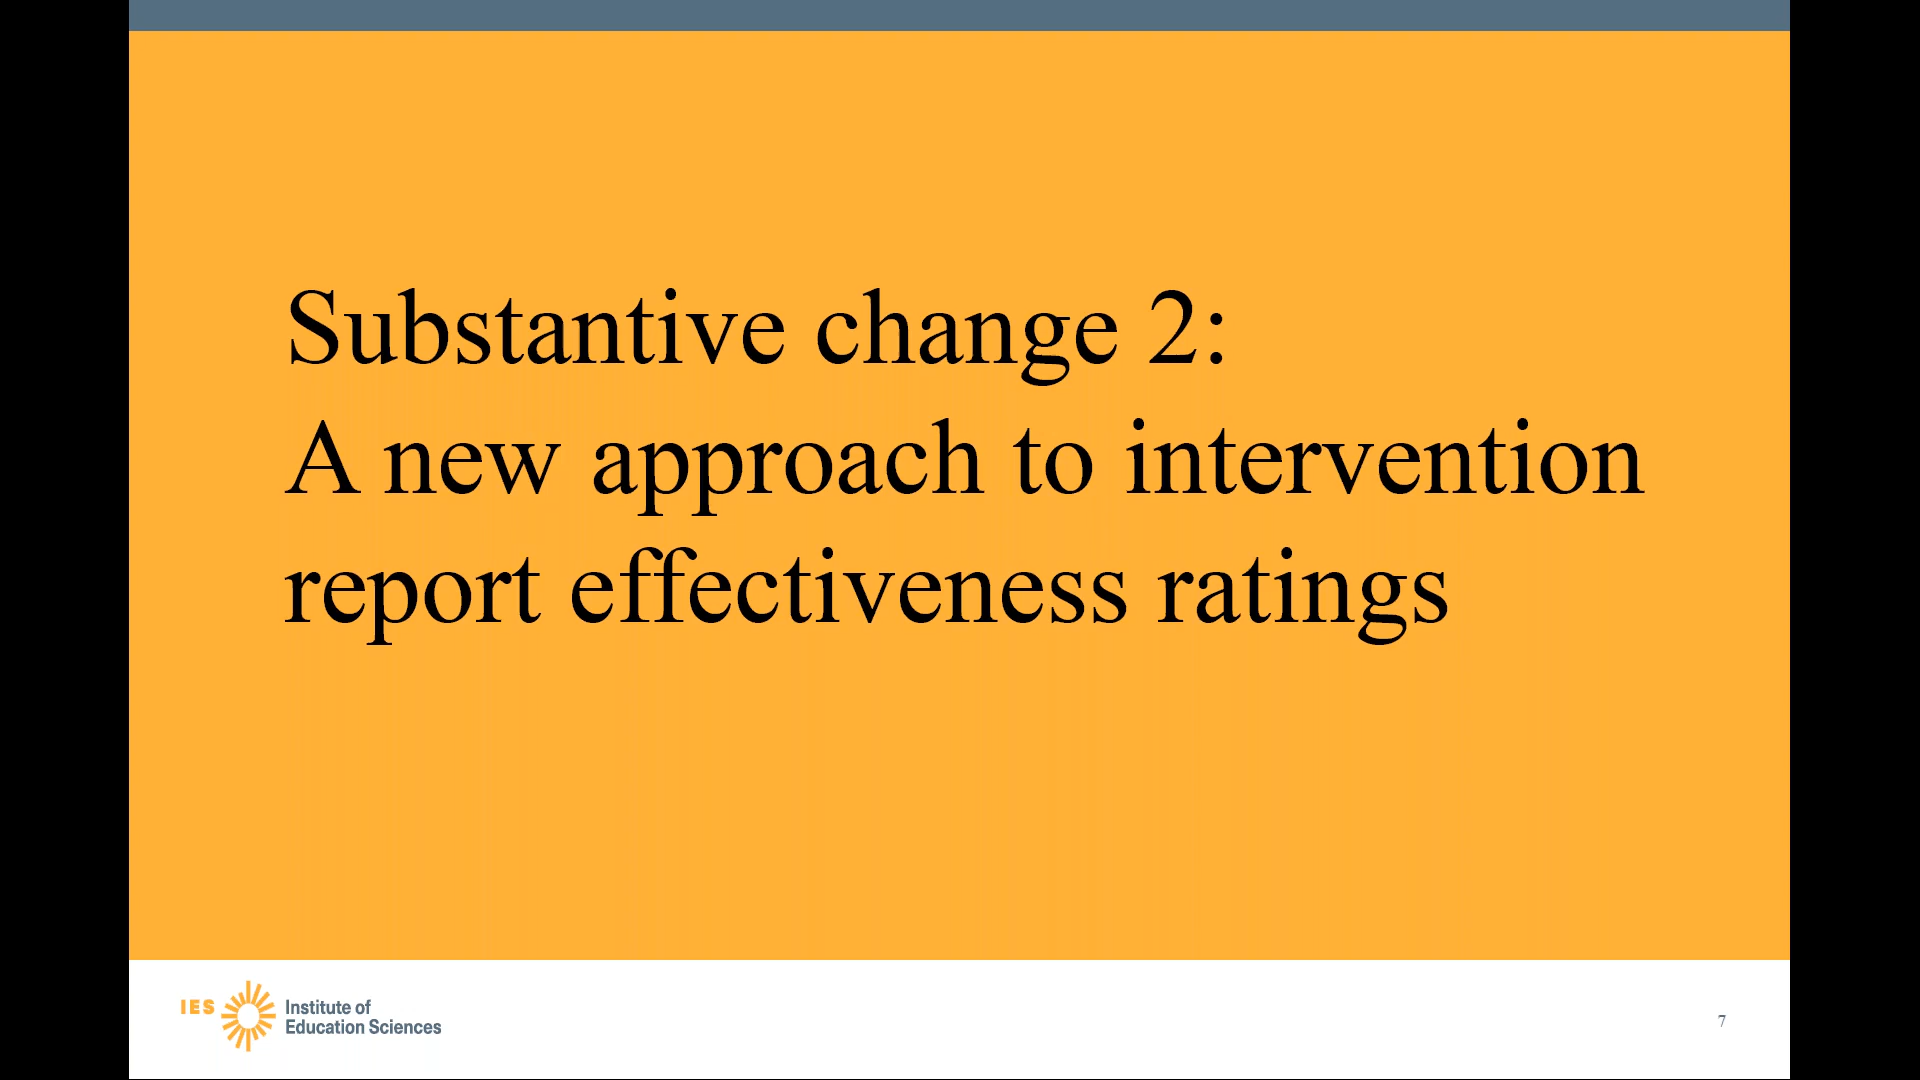 Substantive change 2:
A new approach to intervention
report effectiveness ratings
IES
Institute of
Education Sciences
7